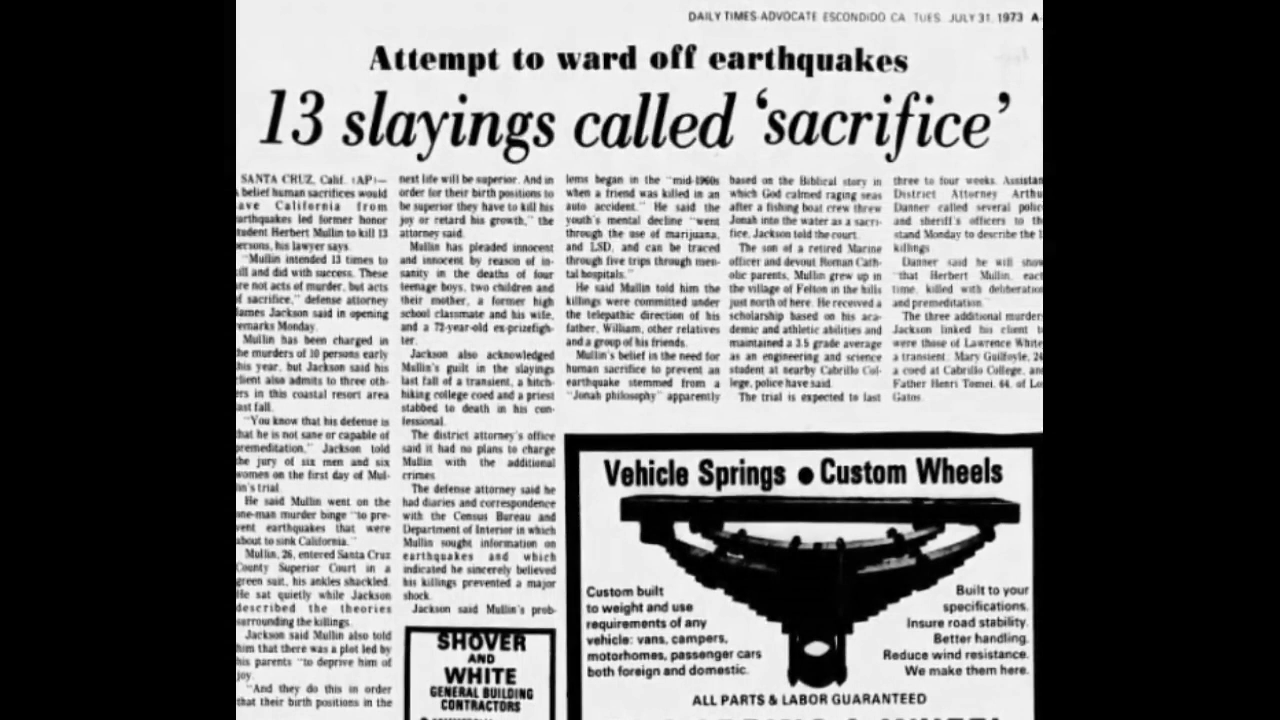 DAILY TIMES-ADVOCATE ESCONDIDO CA TUES. JULY 31, 1973 A-
Attempt to ward off earthquakes
13 slayings called ‘sacrifice’
SANTA CRUZ, Calif. (AP)—
belief human sacrifices would
ave California from
arthquakes led former honor
tudent Herbert Mullin to kill 13
ersons, his lawyer says.
"Mullin intended 13 times to
ill and did with success. These
re not acts of murder, but acts
f sacrifice," defense attorney
ames Jackson said in opening
remarks Monday.
Mullin has been charged in
the murders of 10 persons early
his year, but Jackson said his
lient also admits to three oth-
ers in this coastal resort area
last fall.
"You know that his defense is
that he is not sane or capable of
premeditation," Jackson told
the jury of six men and six
women on the first day of Mul-
lin's trial.
He said Mullin went on the
one-man murder binge "to pre-
vent earthquakes that were
about to sink California."
Mullin, 26, entered Santa Cruz
County Superior Court in a
green suit, his ankles shackled.
He sat quietly while Jackson
described the theories
surrounding the killings.
Jackson said Mullin also told
him that there was a plot led by
his parents "to deprive him of
joy.
"And they do this in order
that their birth positions in the
next life will be superior. And in
order for their birth positions to
be superior they have to kill his
joy or retard his growth," the
attorney said.
Mullin has pleaded innocent
and innocent by reason of in-
sanity in the deaths of four
teenage boys, two children and
their mother, a former high
school classmate and his wife,
and a 72-year-old ex-prizefigh-
ter.
Jackson also acknowledged
Mullin's guilt in the slayings
last fall of a transient, a hitch-
hiking college coed and a priest
stabbed to death in his con-
fessional.
The district attorney's office
said it had no plans to charge
Mullin with the additional
crimes.
The defense attorney said he
had diaries and correspondence
with the Census Bureau and
Department of Interior in which
Mullin sought information on
earthquakes and which
indicated he sincerely believed
his killings prevented a major
shock.
Jackson said Mullin's prob-
lems began in the "mid-1960s
when a friend was killed in an
auto accident." He said the
youth's mental decline "went
through the use of marijuana,
and LSD, and can be traced
through five trips through men-
tal hospitals."
He said Mullin told him the
killings were committed under
the telepathic direction of his
father, William, other relatives
and a group of his friends.
Mullin's belief in the need for
human sacrifice to prevent an
earthquake stemmed from a
"Jonah philosophy" apparently
based on the Biblical story in
which God calmed raging seas
after a fishing boat crew threw
Jonah into the water as a sacri-
fice, Jackson told the court.
The son of a retired Marine
officer and devout Roman Cath-
olic parents, Mullin grew up in
the village of Felton in the hills
just north of here. He received a
scholarship based on his aca-
demic and athletic abilities and
maintained a 3.5 grade average
as an engineering and science
student at nearby Cabrillo Col-
lege, police have said.
The trial is expected to last
three to four weeks. Assistan
District Attorney Arthu
Danner called several polic
and sheriff's officers to th
stand Monday to describe the 1
killings.
Danner said he will show
"that Herbert Mullin, eac
time, killed with deliberation
and premeditation."
The three additional murder
Jackson linked his client t
were those of Lawrence White
a transient; Mary Guilfoyle, 24
a coed at Cabrillo College, an
Father Henri Tomei, 64, of Lo
Gatos.
SHOVER
AND
WHITE
GENERAL BUILDING
CONTRACTORS
Vehicle Springs ● Custom Wheels
Custom built
to weight and use
requirements of any
vehicle: vans, campers,
motorhomes, passenger cars
both foreign and domestic.
Built to your
specifications.
Insure road stability.
Better handling.
Reduce wind resistance.
We make them here.
ALL PARTS & LABOR GUARANTEED